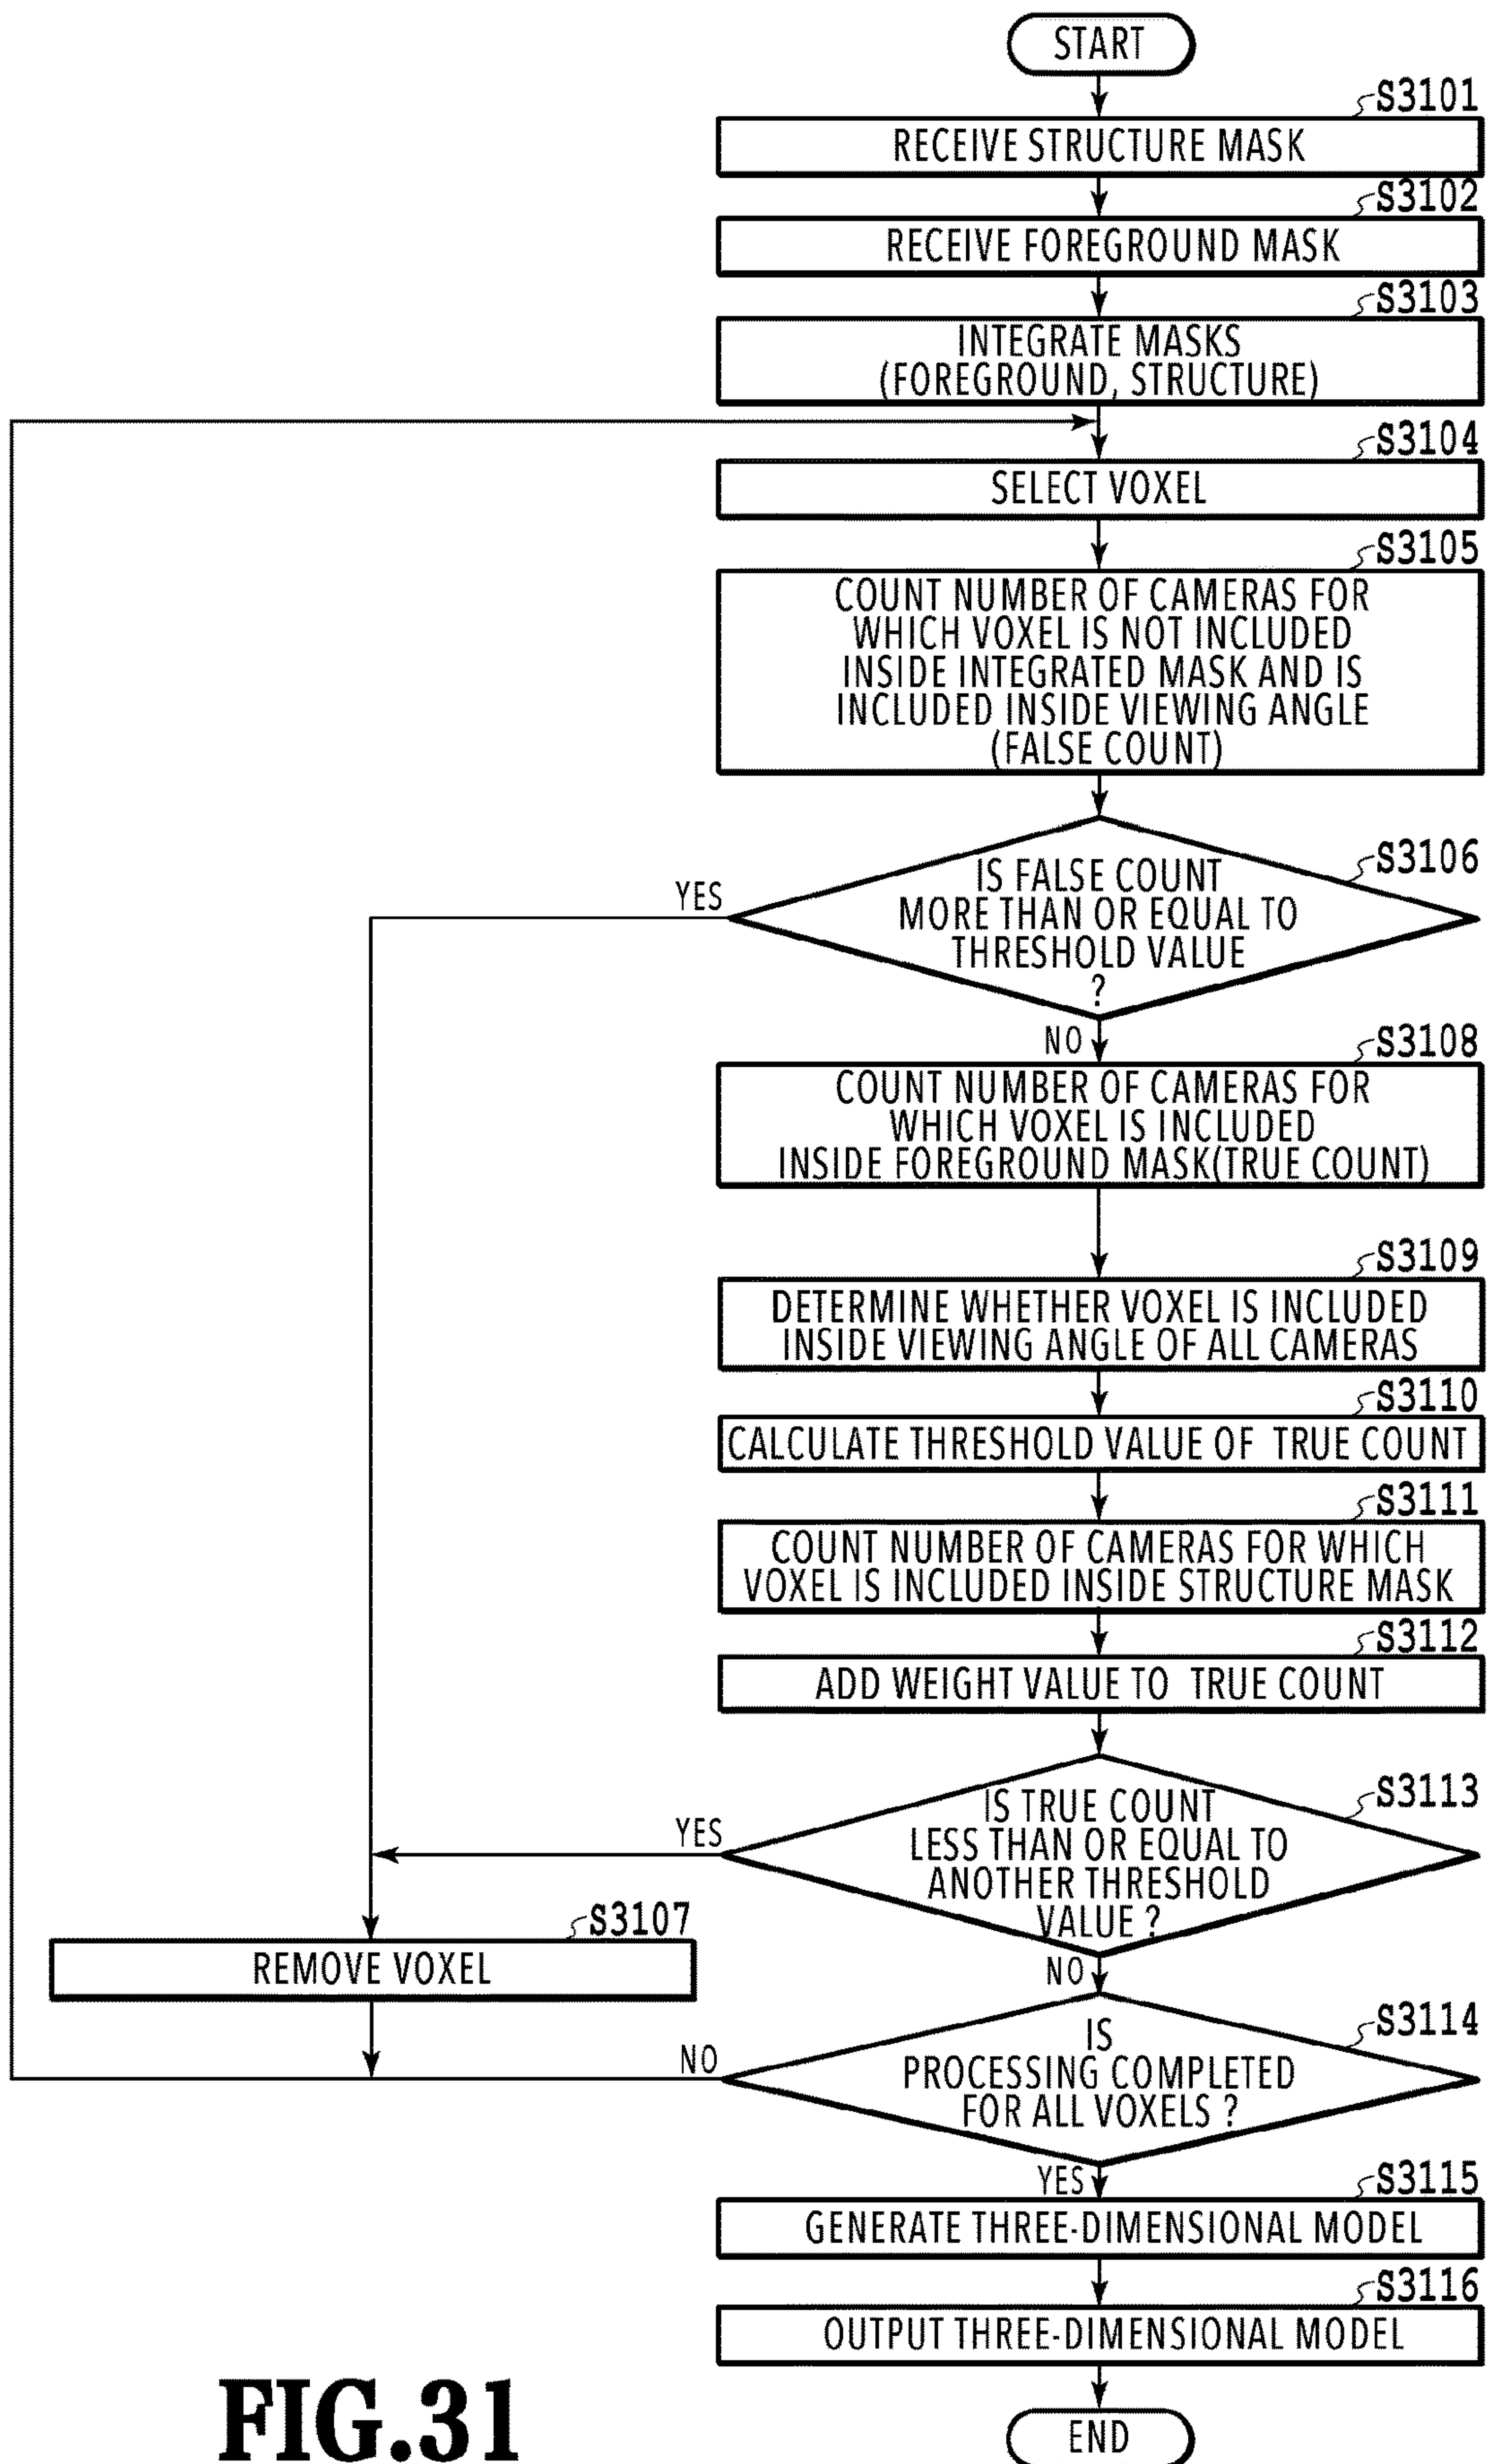 START
S3101
RECEIVE STRUCTURE MASK
S3102
RECEIVE FOREGROUND MASK
S3103
INTEGRATE MASKS
(FOREGROUND, STRUCTURE)
S3104
SELECT VOXEL
S3105
COUNT NUMBER OF CAMERAS FOR
WHICH VOXEL IS NOT INCLUDED
INSIDE INTEGRATED MASK AND IS
INCLUDED INSIDE VIEWING ANGLE
(FALSE COUNT)
S3106
IS FALSE COUNT
MORE THAN OR EQUAL TO
THRESHOLD VALUE
?
YES
NO
S3108
COUNT NUMBER OF CAMERAS FOR
WHICH VOXEL IS INCLUDED
INSIDE FOREGROUND MASK(TRUE COUNT)
S3109
DETERMINE WHETHER VOXEL IS INCLUDED
INSIDE VIEWING ANGLE OF ALL CAMERAS
S3110
CALCULATE THRESHOLD VALUE OF TRUE COUNT
S3111
COUNT NUMBER OF CAMERAS FOR WHICH
VOXEL IS INCLUDED INSIDE STRUCTURE MASK
S3112
ADD WEIGHT VALUE TO TRUE COUNT
S3113
IS TRUE COUNT
LESS THAN OR EQUAL TO
ANOTHER THRESHOLD
VALUE ?
YES
NO
S3107
REMOVE VOXEL
S3114
IS
PROCESSING COMPLETED
FOR ALL VOXELS ?
NO
YES
S3115
GENERATE THREE-DIMENSIONAL MODEL
S3116
OUTPUT THREE-DIMENSIONAL MODEL
END
FIG.31